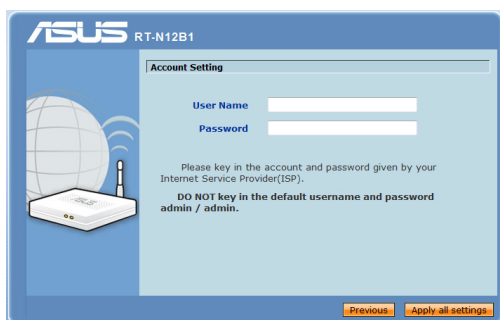 ASUS RT-N12B1
Account Setting
User Name
Password
Please key in the account and password given by your
Internet Service Provider(ISP).
DO NOT key in the default username and password
admin / admin.
ASUS
Previous Apply all settings